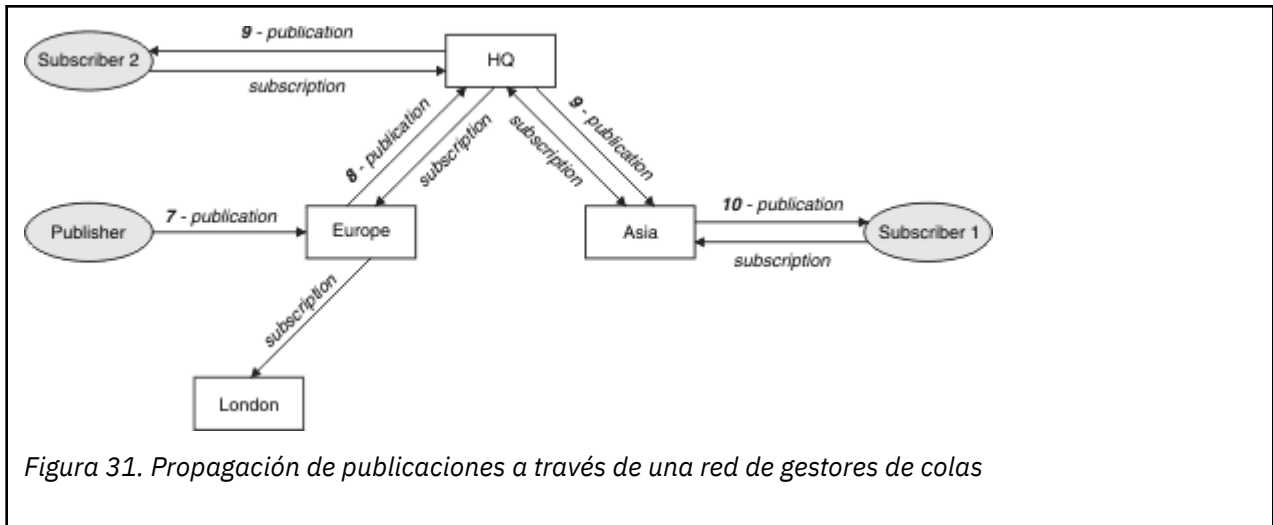 9 - publication
Subscriber 2
HQ
subscription
8 - publication
subscription
subscription
9 - publication
7 - publication
Publisher
Europe
Asia
10 - publication
Subscriber 1
subscription
subscription
London
Figura 31. Propagación de publicaciones a través de una red de gestores de colas